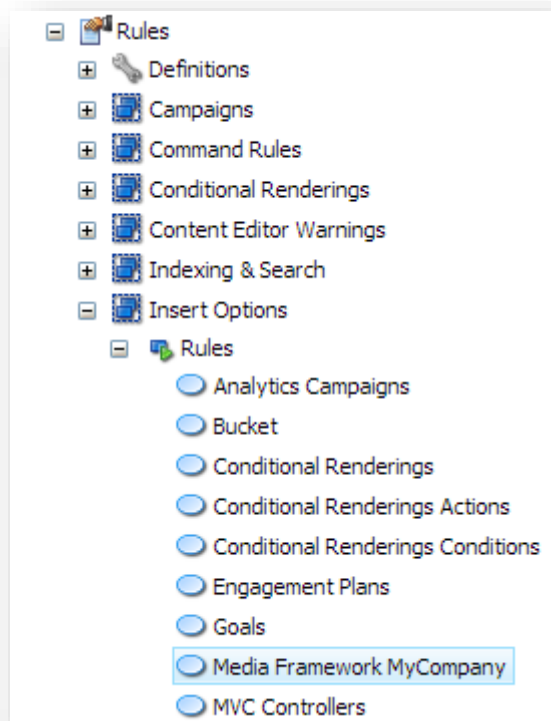 Rules
Definitions
Campaigns
Command Rules
Conditional Renderings
Content Editor Warnings
Indexing & Search
Insert Options
Rules
Analytics Campaigns
Bucket
Conditional Renderings
Conditional Renderings Actions
Conditional Renderings Conditions
Engagement Plans
Goals
Media Framework MyCompany
MVC Controllers